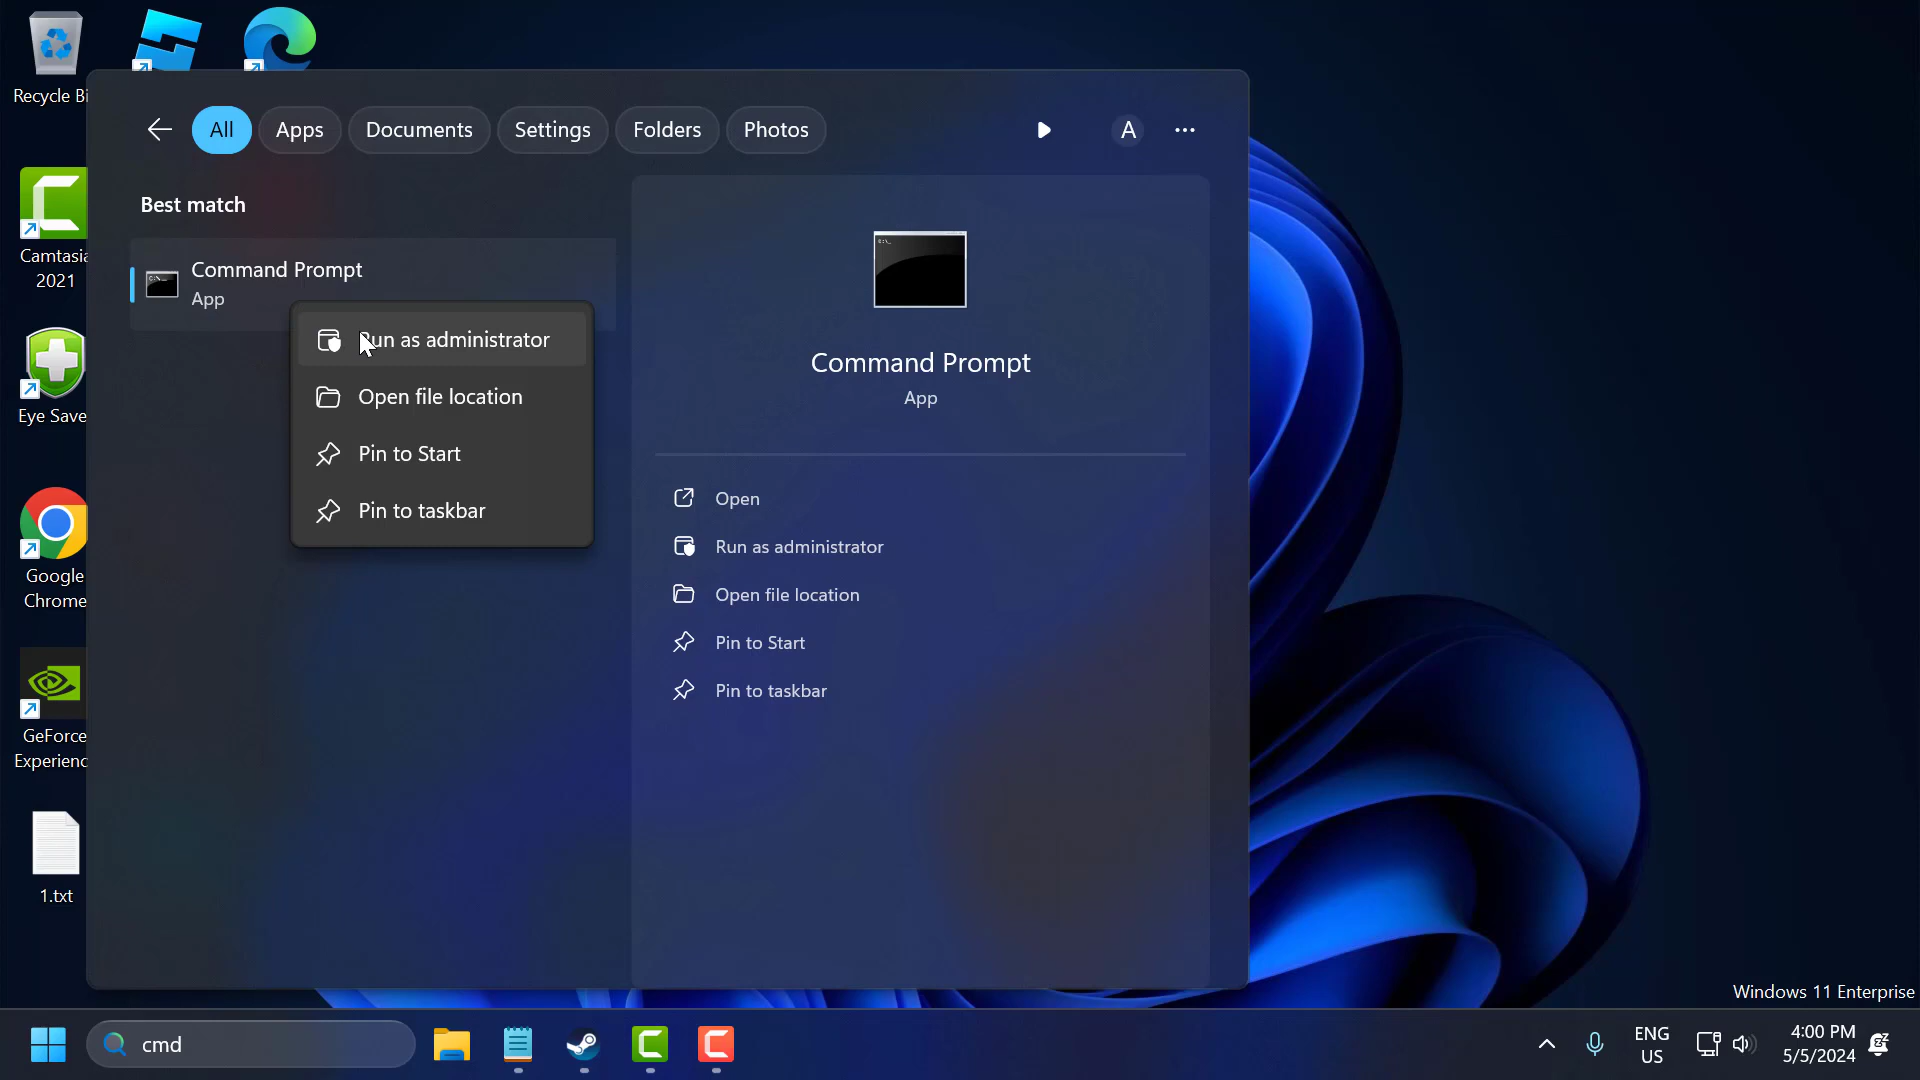 Recycle Bi
All
Apps
Documents
Settings
Folders
Photos
A
Best match
Command Prompt
App
Run as administrator
Open file location
Pin to Start
Pin to taskbar
Command Prompt
App
Open
Run as administrator
Open file location
Pin to Start
Pin to taskbar
Camtasia
2021
Eye Save
Google
Chrome
GeForce
Experienc
1.txt
Windows 11 Enterprise
cmd
ENG
US
4:00 PM
5/5/2024